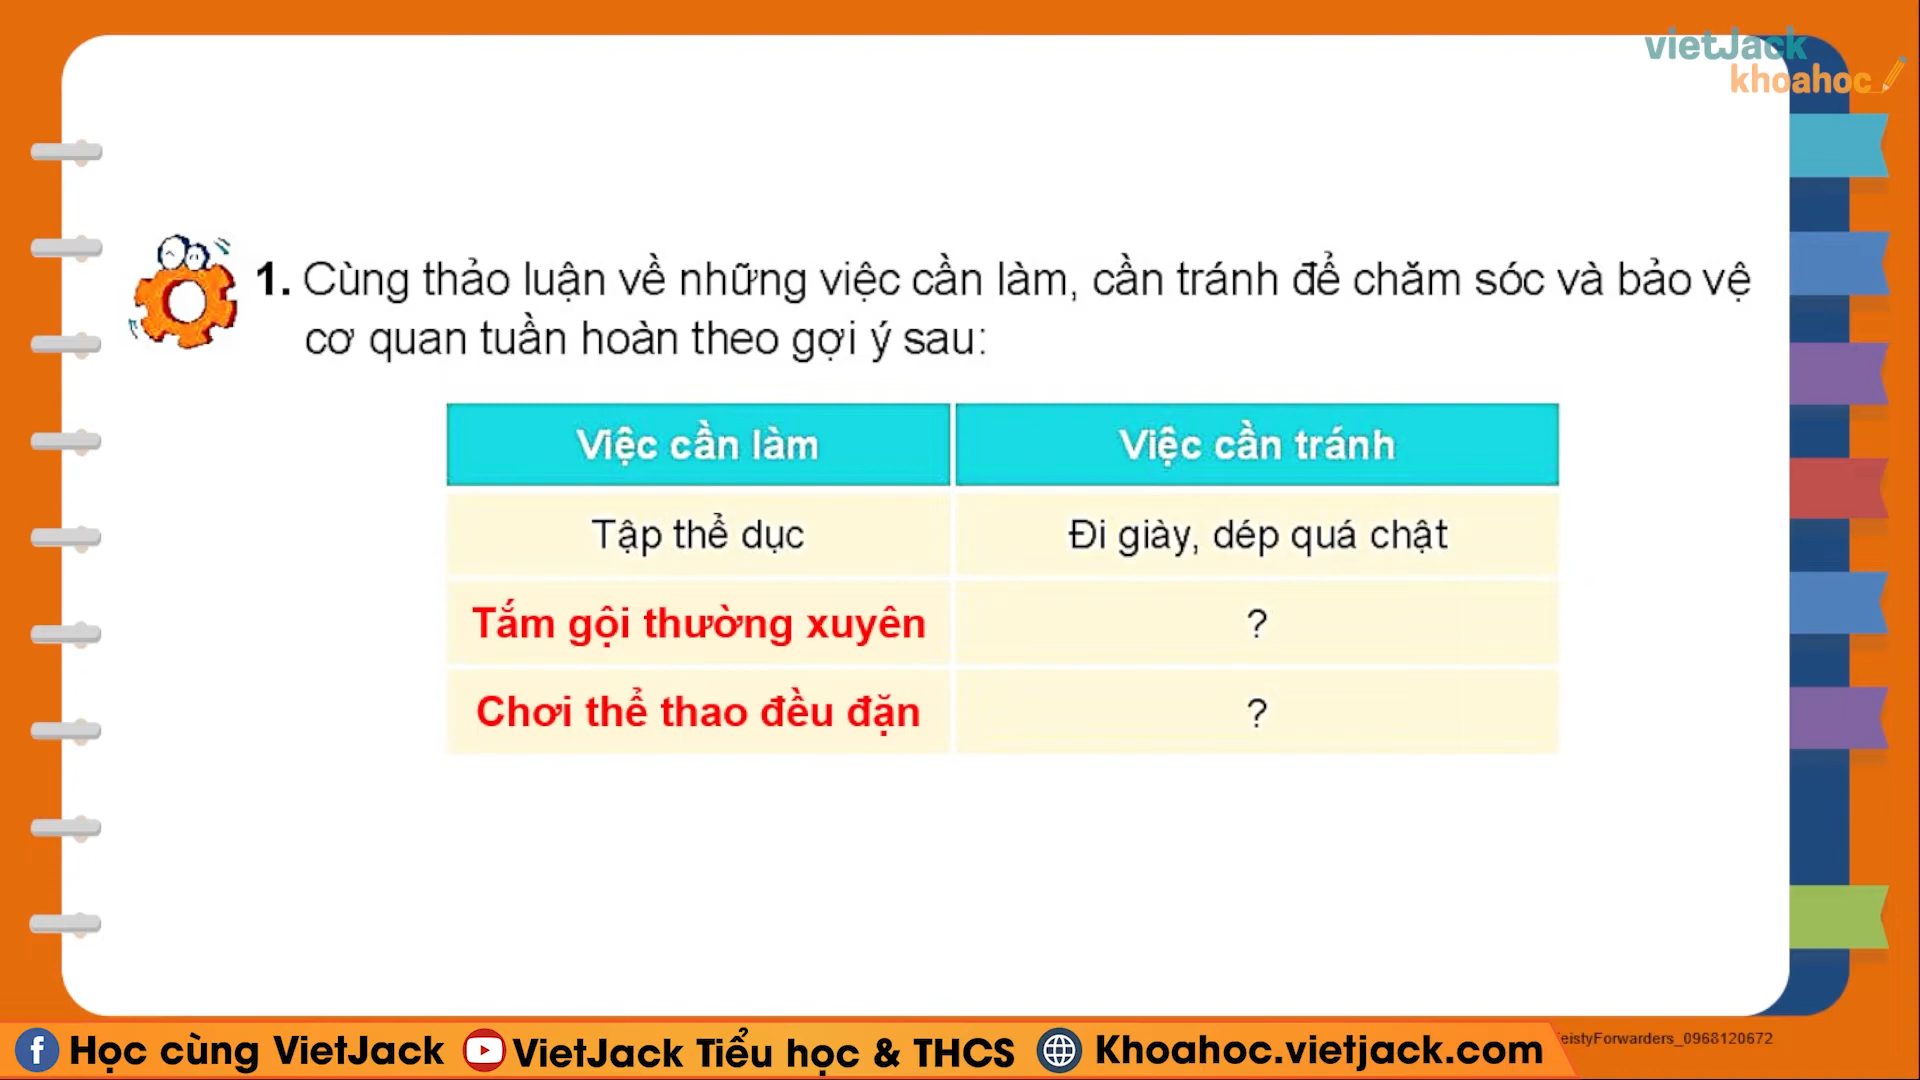 vietJack
khoahoc
1. Cùng thảo luận về những việc cần làm, cần tránh để chăm sóc và bảo vệ
cơ quan tuần hoàn theo gợi ý sau:
Việc cần làm
Việc cần tránh
Tập thể dục
Đi giày, dép quá chật
Tắm gội thường xuyên
?
Chơi thể thao đều đặn
?
Học cùng VietJack
VietJack Tiểu học & THCS
Khoahoc.vietjack.com
eistyForwarders_0968120672